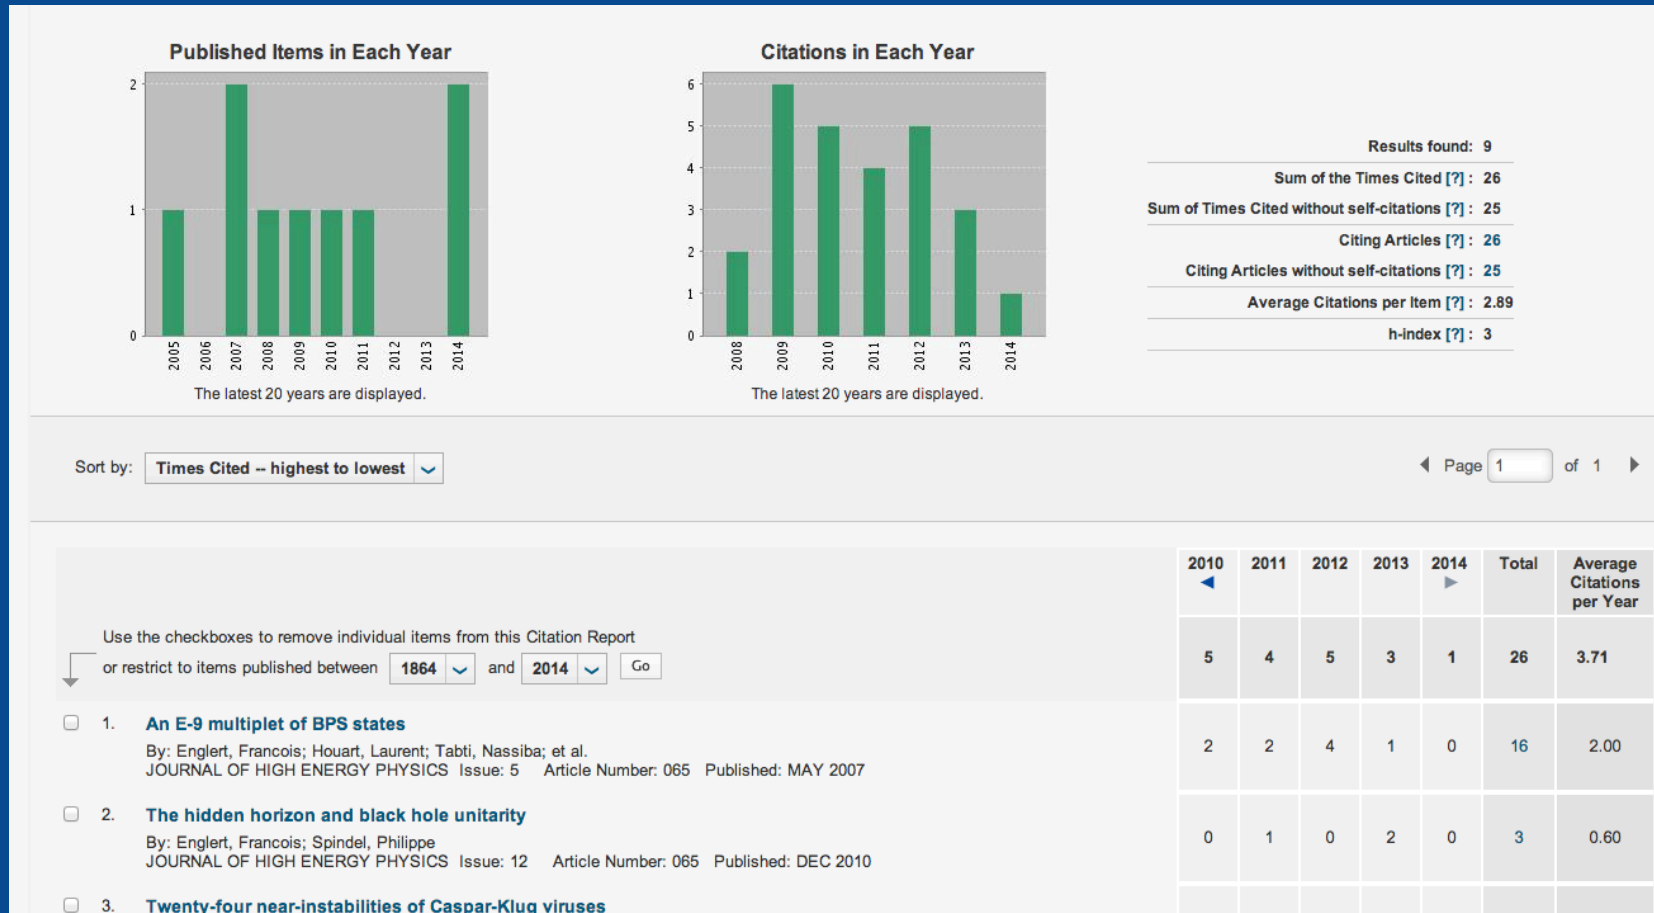 Published Items in Each Year
2
1
0
2005
2006
2007
2008
2009
2010
2011
2012
2013
2014
The latest 20 years are displayed.
Citations in Each Year
6
5
4
3
2
1
0
2008
2009
2010
2011
2012
2013
2014
The latest 20 years are displayed.
Results found: 9
Sum of the Times Cited [?] : 26
Sum of Times Cited without self-citations [?] : 25
Citing Articles [?] : 26
Citing Articles without self-citations [?] : 25
Average Citations per Item [?] : 2.89
h-index [?] : 3
Sort by: Times Cited -- highest to lowest
Page 1 of 1
2010 2011 2012 2013 2014 Total Average
Citations
per Year
Use the checkboxes to remove individual items from this Citation Report
or restrict to items published between 1864 and 2014 Go
5 4 5 3 1 26 3.71
1. An E-9 multiplet of BPS states
By: Englert, Francois; Houart, Laurent; Tabti, Nassiba; et al.
JOURNAL OF HIGH ENERGY PHYSICS Issue: 5 Article Number: 065 Published: MAY 2007
2 2 4 1 0 16 2.00
2. The hidden horizon and black hole unitarity
By: Englert, Francois; Spindel, Philippe
JOURNAL OF HIGH ENERGY PHYSICS Issue: 12 Article Number: 065 Published: DEC 2010
0 1 0 2 0 3 0.60
3. Twenty-four near-instabilities of Caspar-Klug viruses